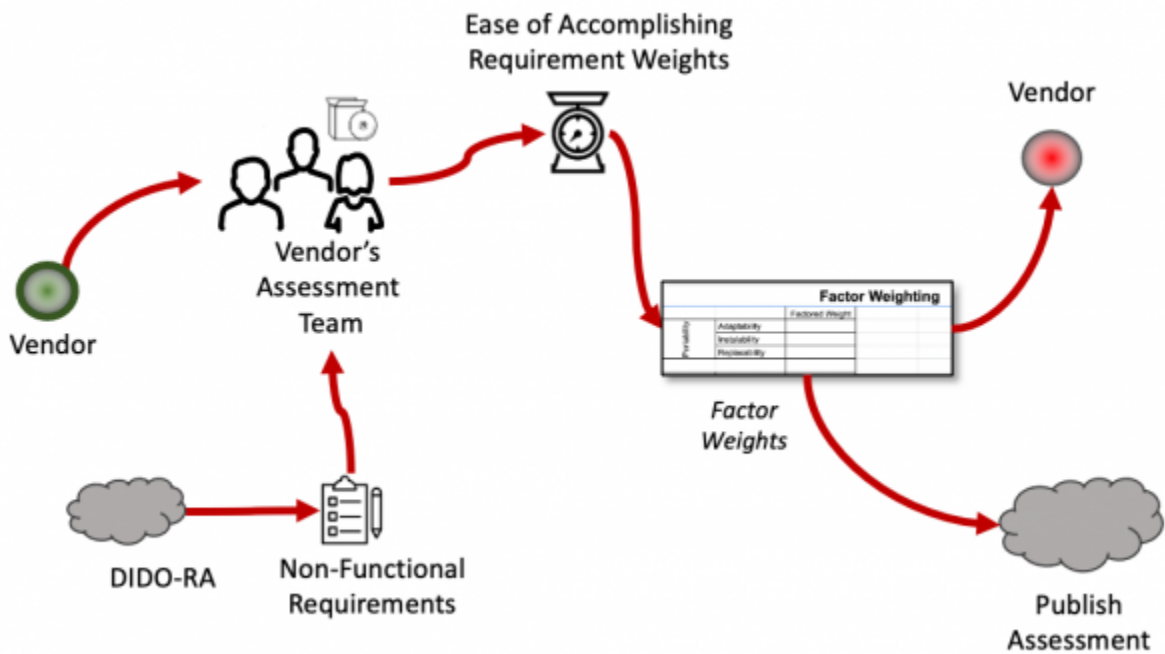 Ease of Accomplishing
Requirement Weights
Vendor
Vendor's
Assessment
Team
Vendor
Factor Weighting
Factored Weight
Portability
Adaptability
Instalability
Replaceability
Factor
Weights
DIDO-RA
Non-Functional
Requirements
Publish
Assessment